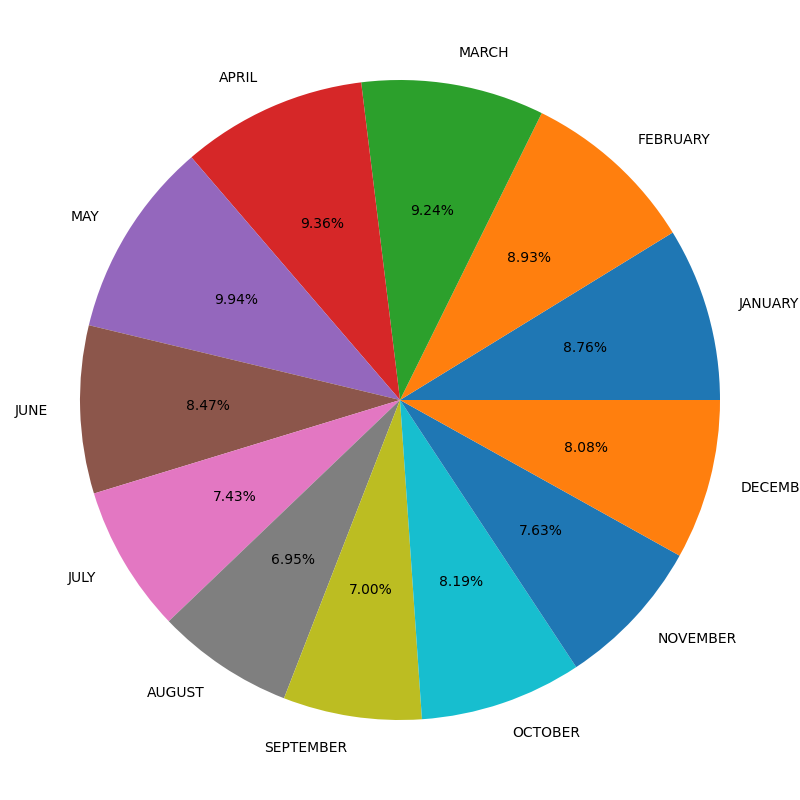 MARCH
APRIL
FEBRUARY
MAY
9.24%
9.36%
8.93%
9.94%
JANUARY
8.76%
8.47%
JUNE
8.08%
DECEMB
7.43%
7.63%
6.95%
JULY
8.19%
7.00%
NOVEMBER
AUGUST
OCTOBER
SEPTEMBER